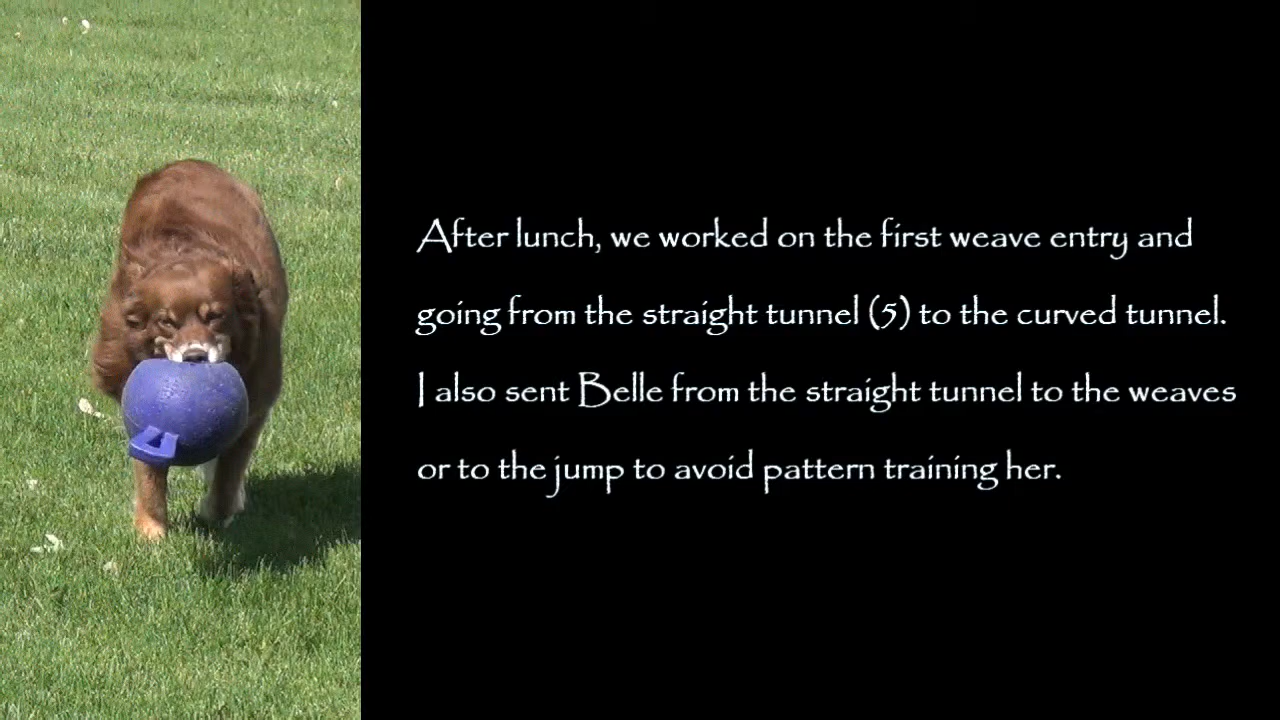 After lunch, we worked on the first weave entry and
going from the straight tunnel (5) to the curved tunnel.
I also sent Belle from the straight tunnel to the weaves
or to the jump to avoid pattern training her.